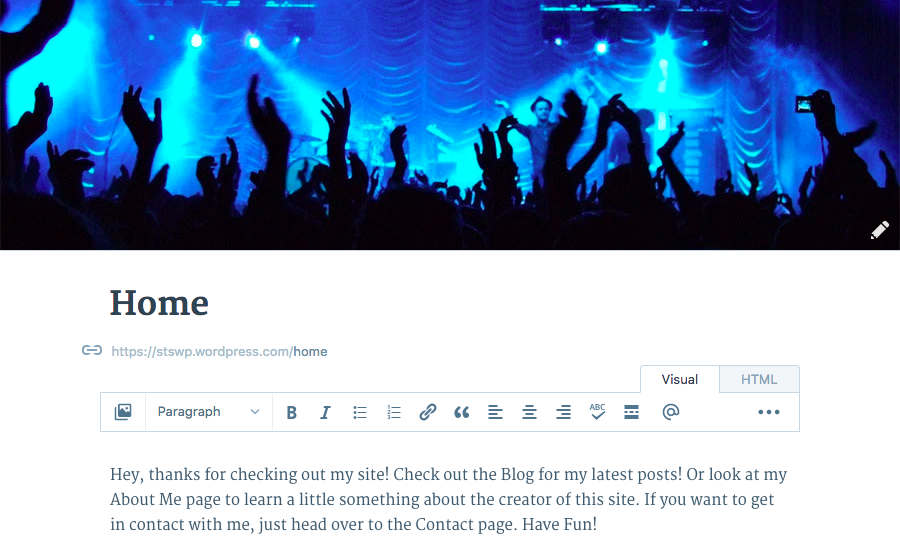 Home
https://stswp.wordpress.com/home
Visual HTML
Paragraph B I ABC
Hey, thanks for checking out my site! Check out the Blog for my latest posts! Or look at my
About Me page to learn a little something about the creator of this site. If you want to get
in contact with me, just head over to the Contact page. Have Fun!